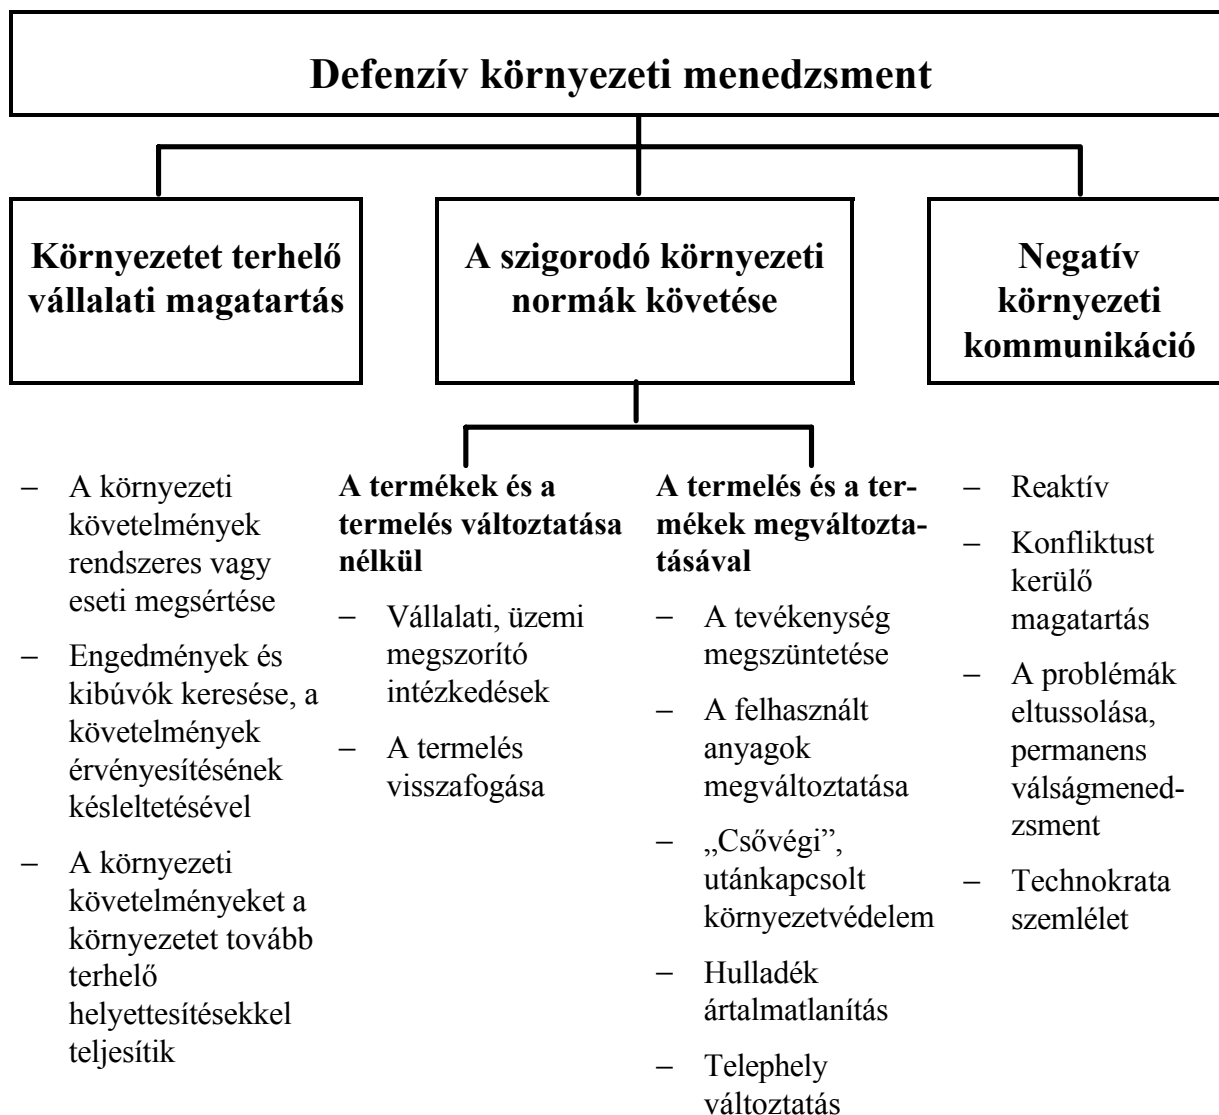 Defenzív környezeti menedzsment
Környezetet terhelő
vállalati magatartás
A szigorodó környezeti
normák követése
Negatív
környezeti
kommunikáció
– A környezeti
követelmények
rendszeres vagy
eseti megsértése
– Engedmények és
kibúvók keresése, a
követelmények
érvényesítésének
késleltetésével
– A környezeti
követelményeket a
környezetet tovább
terhelő
helyettesítésekkel
teljesítik
A termékek és a
termelés változtatása
nélkül
– Vállalati, üzemi
megszorító
intézkedések
– A termelés
visszafogása
A termelés és a ter-
mékek megváltozta-
tásával
– A tevékenység
megszüntetése
– A felhasznált
anyagok
megváltoztatása
– „Csővégi”,
utánkapcsolt
környezetvédelem
– Hulladék
ártalmatlanítás
– Telephely
változtatás
– Reaktív
– Konfliktust
kerülő
magatartás
– A problémák
eltussolása,
permanens
válságmened-
zsment
– Technokrata
szemlélet